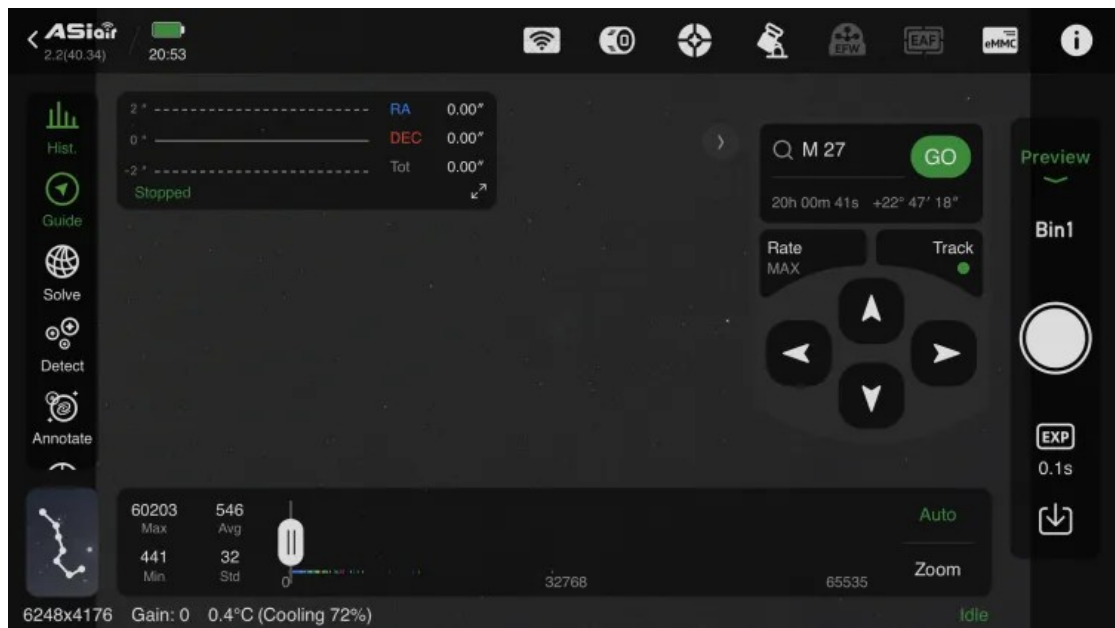 ASiair
2.2(40.34)
20:53
EFW
EAF
eMMC
Hist.
Guide
Solve
Detect
Annotate
2 "
0 "
-2 "
RA 0.00"
DEC 0.00"
Tot 0.00"
Stopped
M 27
GO
20h 00m 41s +22° 47′ 18″
Rate
MAX
Track
Preview
Bin1
EXP
0.1s
60203
Max
546
Avg
441
Min
32
Std
0
32768
65535
Auto
Zoom
6248x4176 Gain: 0 0.4°C (Cooling 72%)
Idle